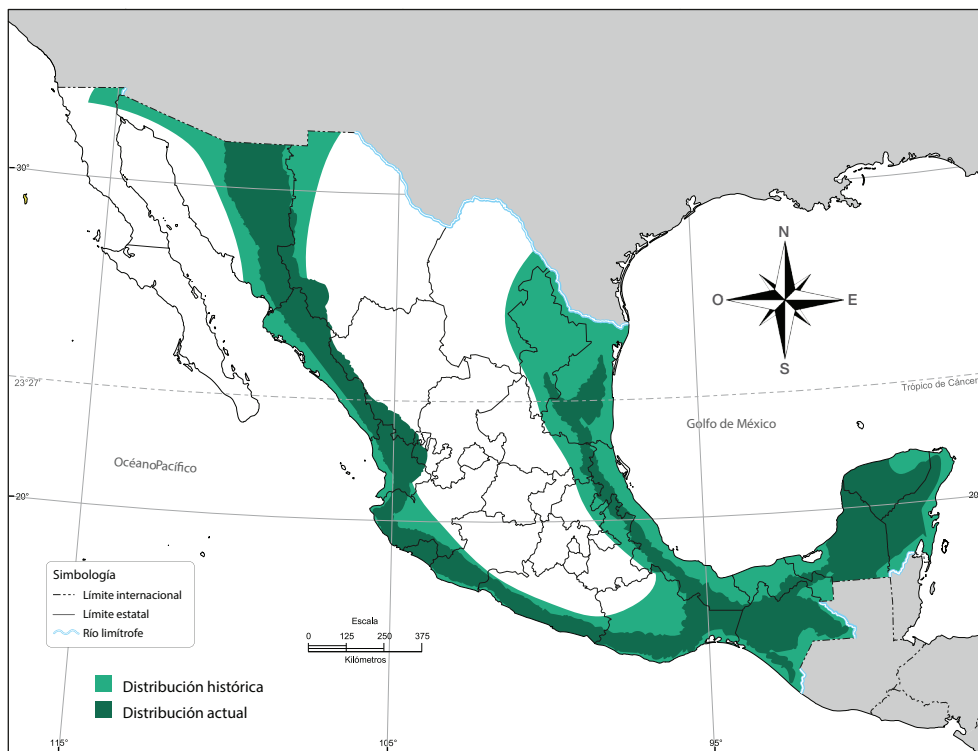 30°
N
O
E
S
23°27'
Trópico de Cáncer
Golfo de México
OcéanoPacífico
20°
20
Simbología
Límite internacional
Límite estatal
Río limítrofe
Escala
0 125 250 375
Kilómetros
Distribución histórica
Distribución actual
115°
105°
95°